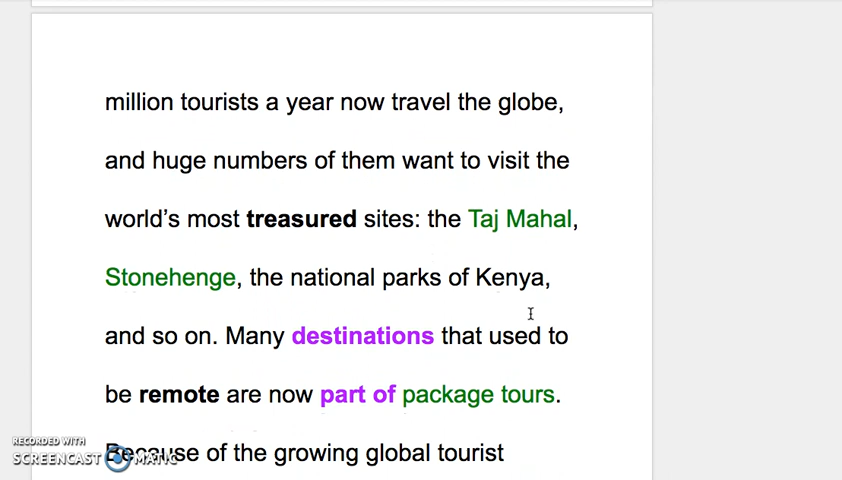 million tourists a year now travel the globe,
and huge numbers of them want to visit the
world’s most treasured sites: the Taj Mahal,
Stonehenge, the national parks of Kenya,
and so on. Many destinations that used to
be remote are now part of package tours.
Because of the growing global tourist
RECORDED WITH
SCREENCAST MATIC